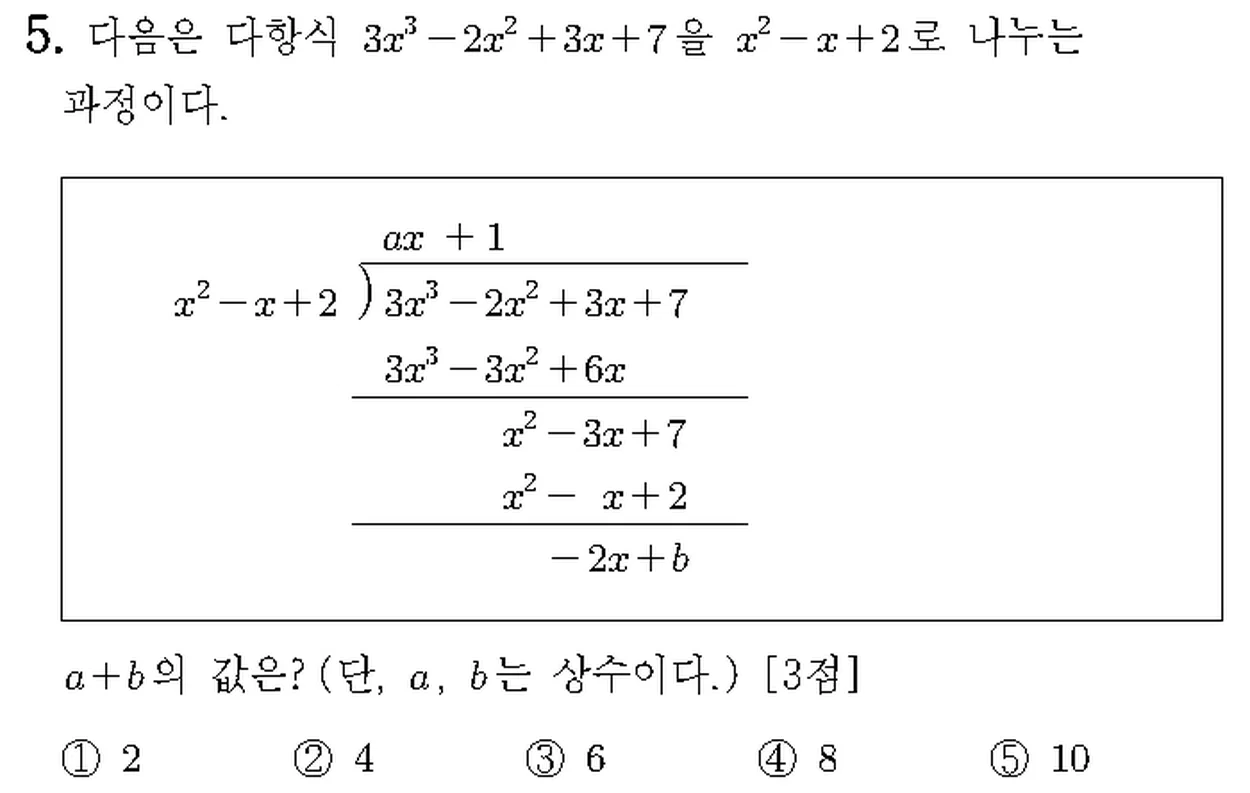 5. 다음은 다항식 3x³−2x²+3x+7을 x²−x+2로 나누는
과정이다.
ax +1
x²−x+2 ) 3x³−2x²+3x+7
3x³−3x²+6x
x²−3x+7
x²− x+2
−2x+b
a+b의 값은? (단, a, b는 상수이다.) [3점]
① 2 ② 4 ③ 6 ④ 8 ⑤ 10